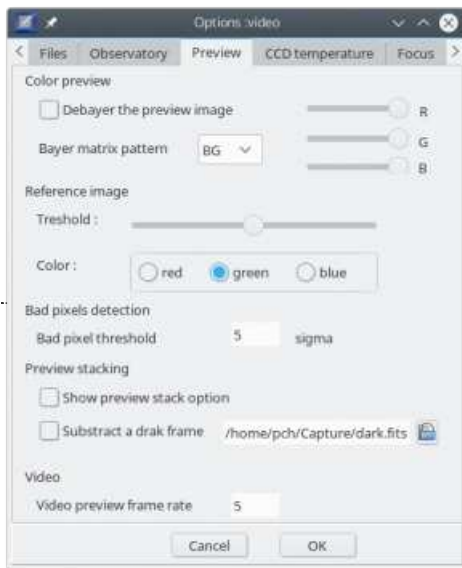 Options :video
Files Observatory Preview CCD temperature Focus
Color preview
Debayer the preview image
R
Bayer matrix pattern BG
G
B
Reference image
Treshold :
Color : red green blue
Bad pixels detection
Bad pixel threshold 5 sigma
Preview stacking
Show preview stack option
Substract a drak frame /home/pch/Capture/dark.fits
Video
Video preview frame rate 5
Cancel OK